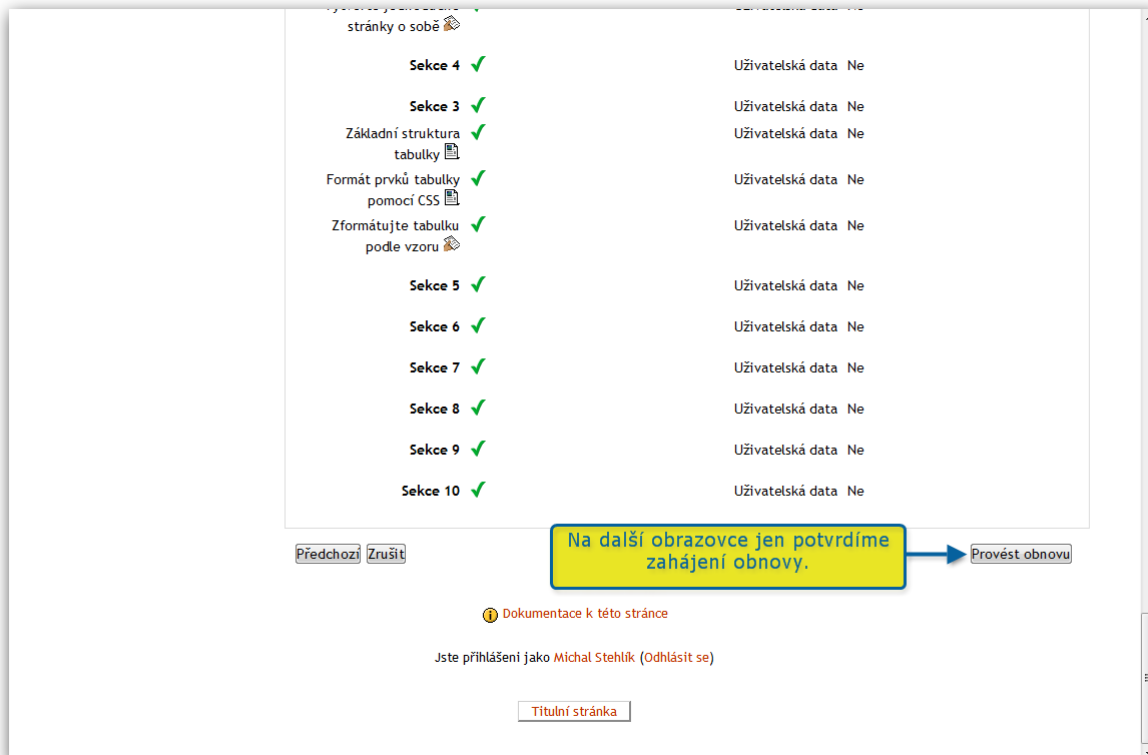 stránky o sobě
Sekce 4 Uživatelská data Ne
Sekce 3 Uživatelská data Ne
Základní struktura Uživatelská data Ne
tabulky
Formát prvků tabulky Uživatelská data Ne
pomocí CSS
Zformátujte tabulku Uživatelská data Ne
podle vzoru
Sekce 5 Uživatelská data Ne
Sekce 6 Uživatelská data Ne
Sekce 7 Uživatelská data Ne
Sekce 8 Uživatelská data Ne
Sekce 9 Uživatelská data Ne
Sekce 10 Uživatelská data Ne
Na další obrazovce jen potvrdíme
zahájení obnovy.
Předchozí Zrušit Provést obnovu
Dokumentace k této stránce
Jste přihlášeni jako Michal Stehlík (Odhlásit se)
Titulní stránka